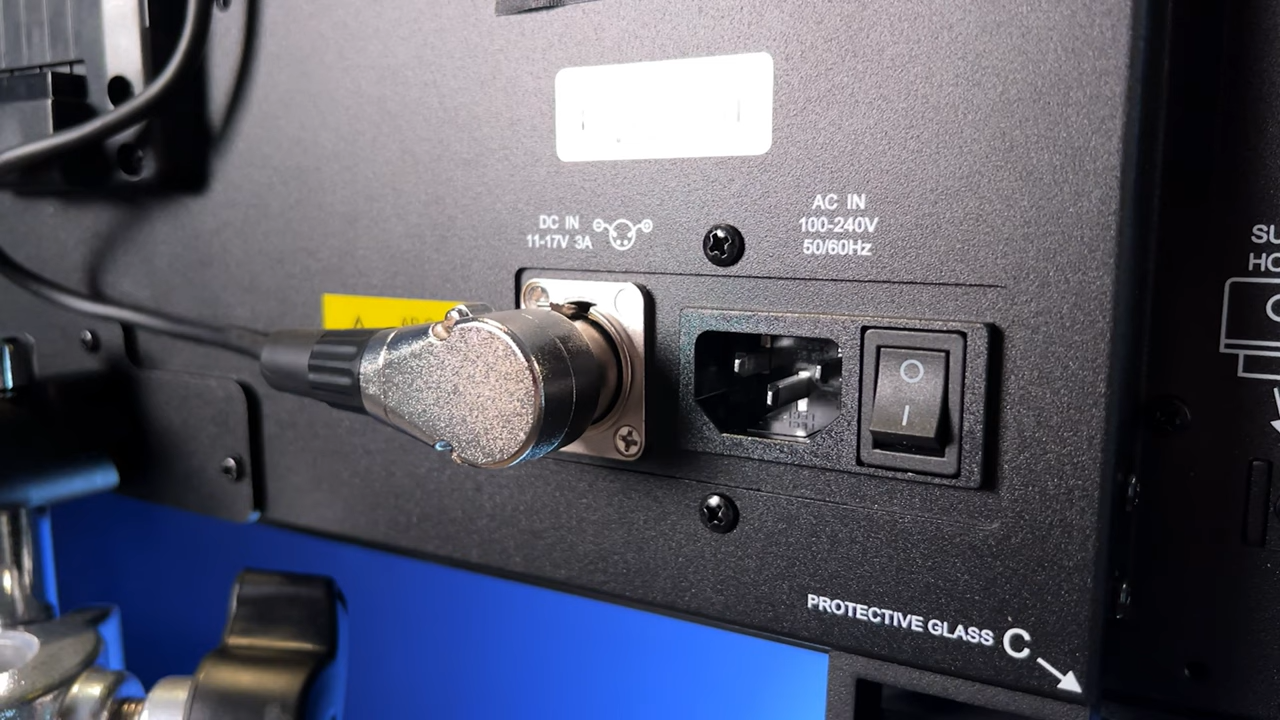 DC IN
11-17V 3A
AC IN
100-240V
50/60Hz
O
I
PROTECTIVE GLASS C